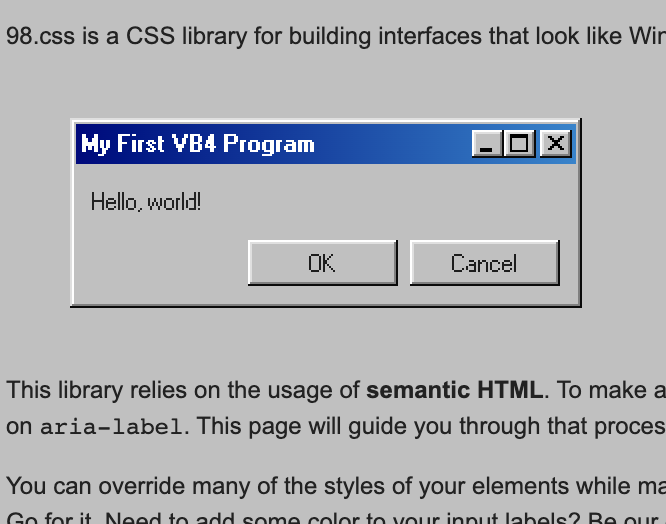 98.css is a CSS library for building interfaces that look like
My First VB4 Program
Hello, world!
OK Cancel
This library relies on the usage of semantic HTML. To make a
on aria-label. This page will guide you through that
You can override many of the styles of your elements while
Go for it. Need to add some color to your input labels? Be our